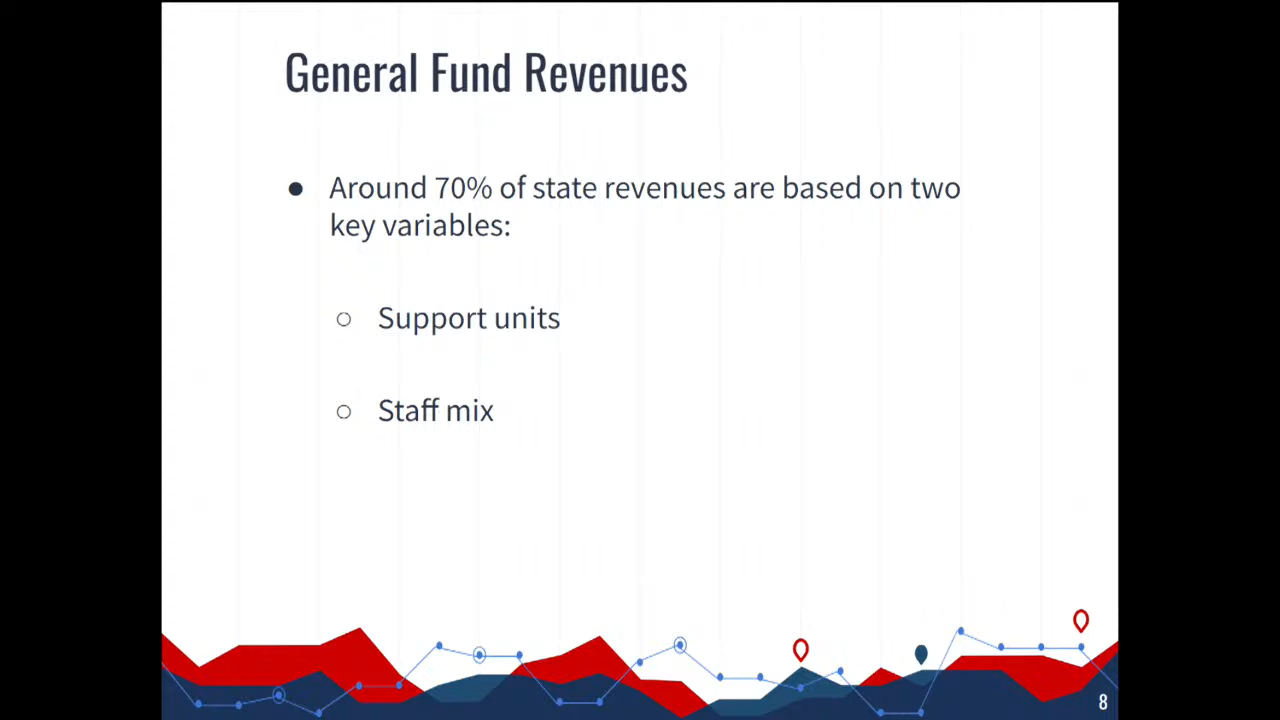 General Fund Revenues
● Around 70% of state revenues are based on two
key variables:
○ Support units
○ Staff mix
8